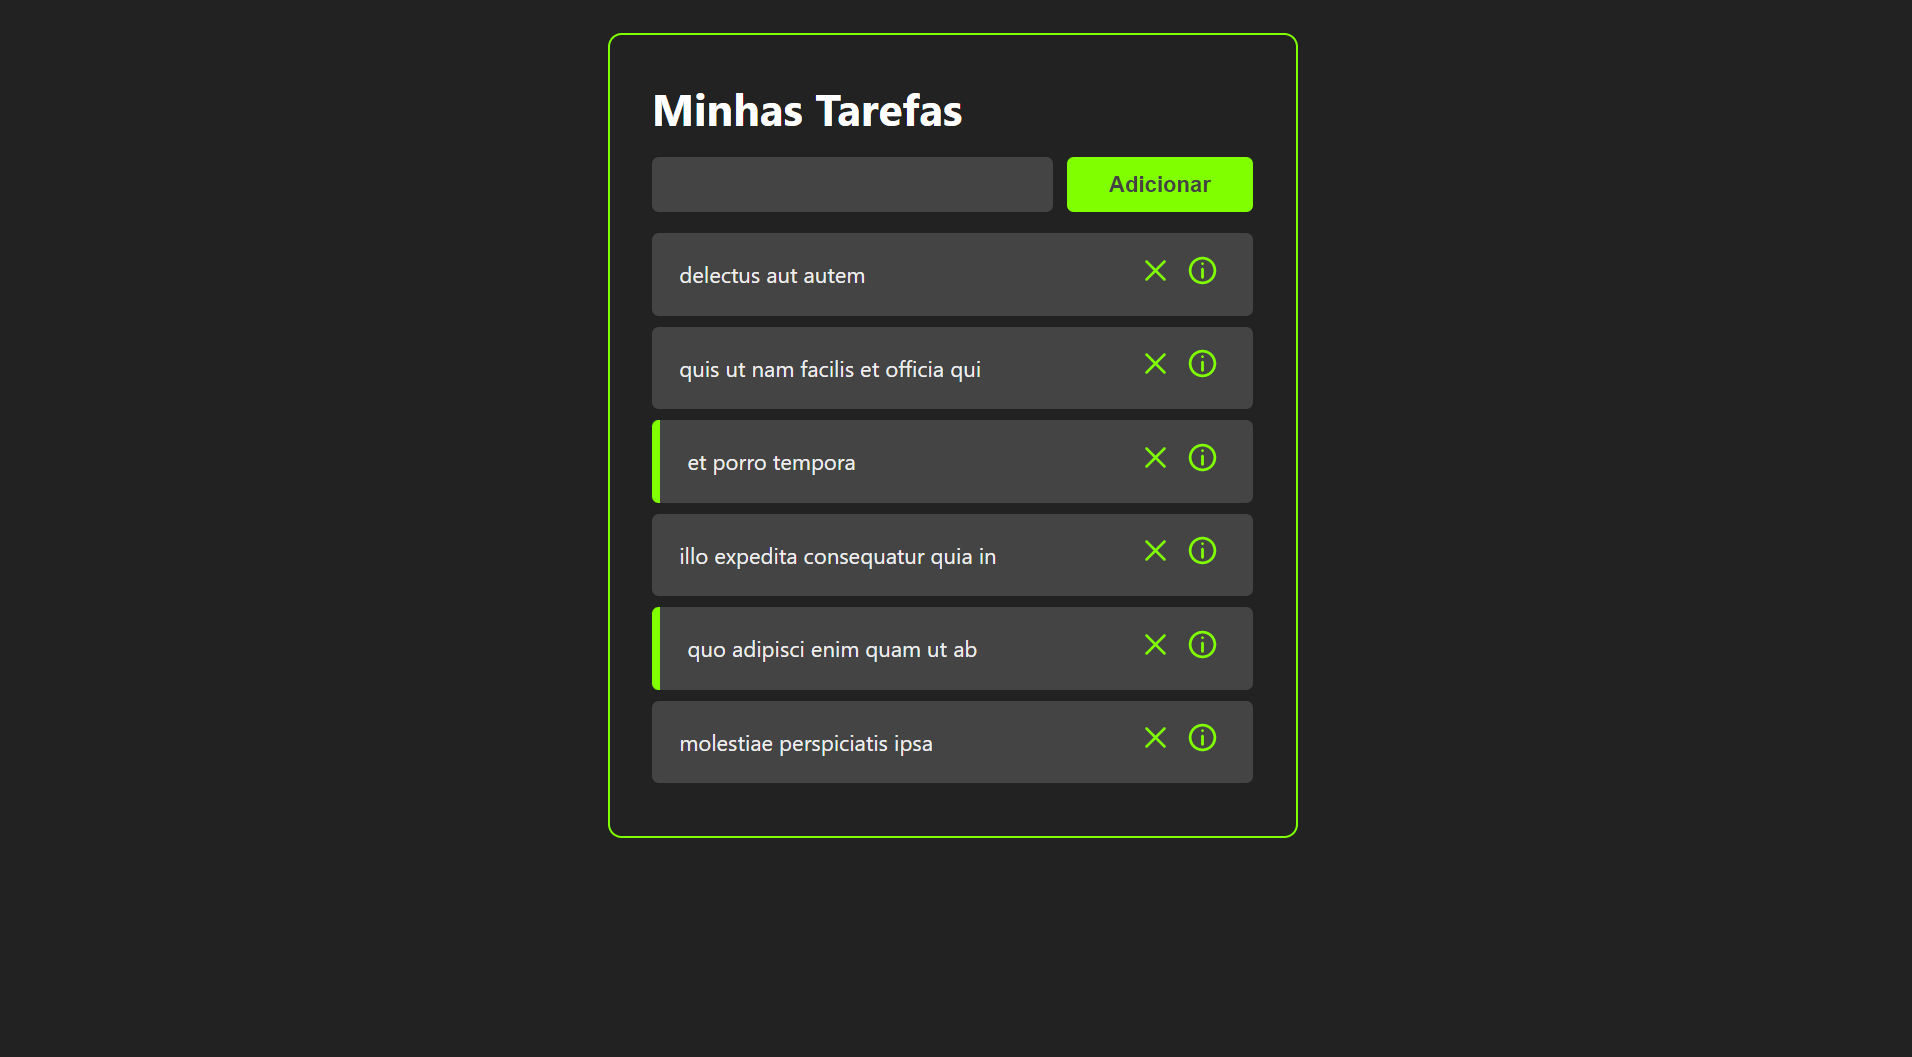 Minhas Tarefas
Adicionar
delectus aut autem
quis ut nam facilis et officia qui
et porro tempora
illo expedita consequatur quia in
quo adipisci enim quam ut ab
molestiae perspiciatis ipsa